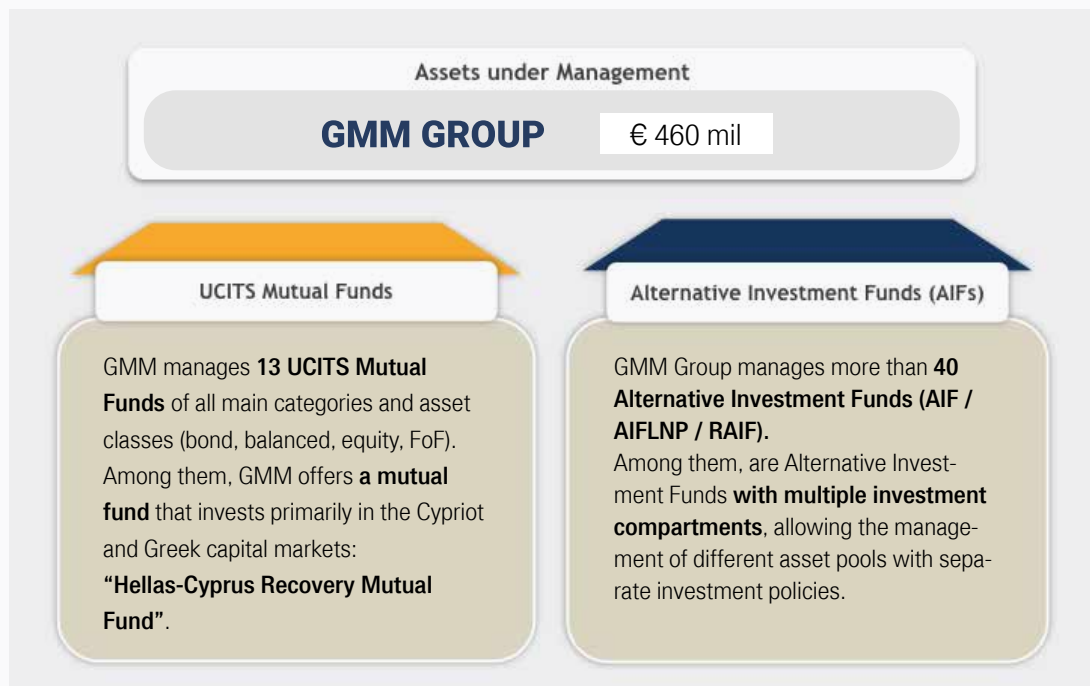 Assets under Management
GMM GROUP € 460 mil
UCITS Mutual Funds
GMM manages 13 UCITS Mutual
Funds of all main categories and asset
classes (bond, balanced, equity, FoF).
Among them, GMM offers a mutual
fund that invests primarily in the Cypriot
and Greek capital markets:
“Hellas-Cyprus Recovery Mutual
Fund”.
Alternative Investment Funds (AIFs)
GMM Group manages more than 40
Alternative Investment Funds (AIF /
AIFLNP / RAIF).
Among them, are Alternative Invest-
ment Funds with multiple investment
compartments, allowing the manage-
ment of different asset pools with sepa-
rate investment policies.